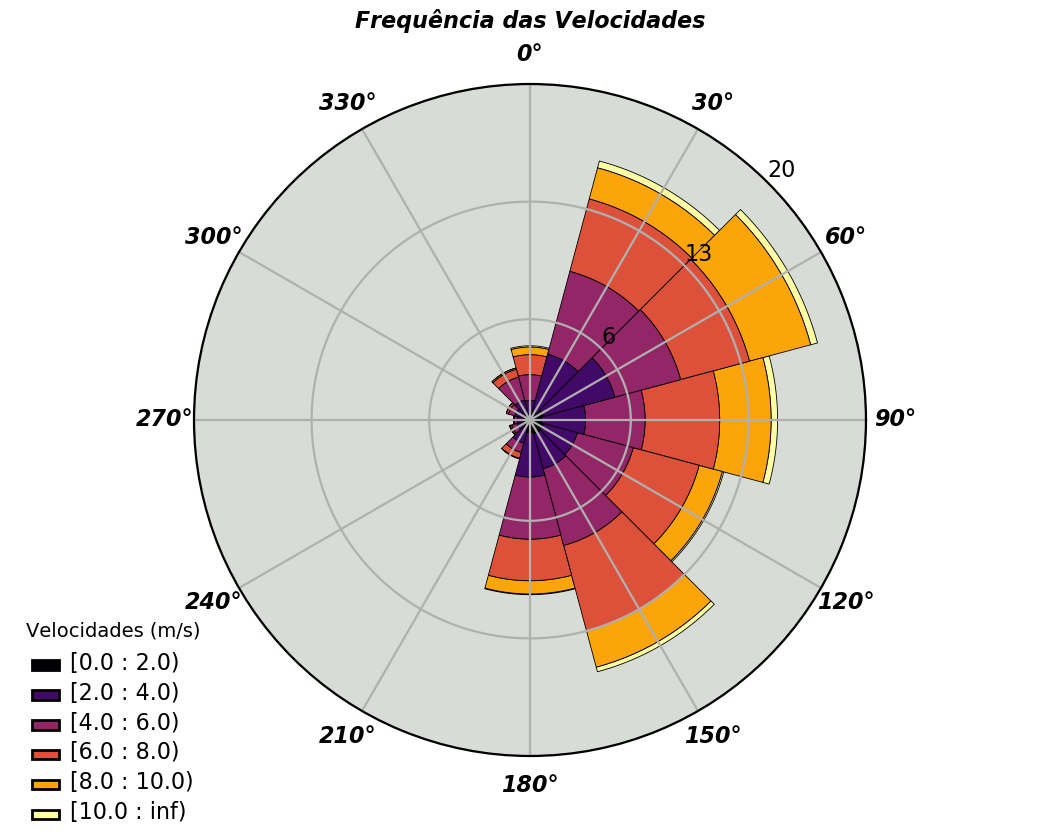 Frequência das Velocidades
0°
330°
30°
20
300°
60°
13
6
270°
90°
240°
120°
210°
150°
180°
Velocidades (m/s)
[0.0 : 2.0)
[2.0 : 4.0)
[4.0 : 6.0)
[6.0 : 8.0)
[8.0 : 10.0)
[10.0 : inf)